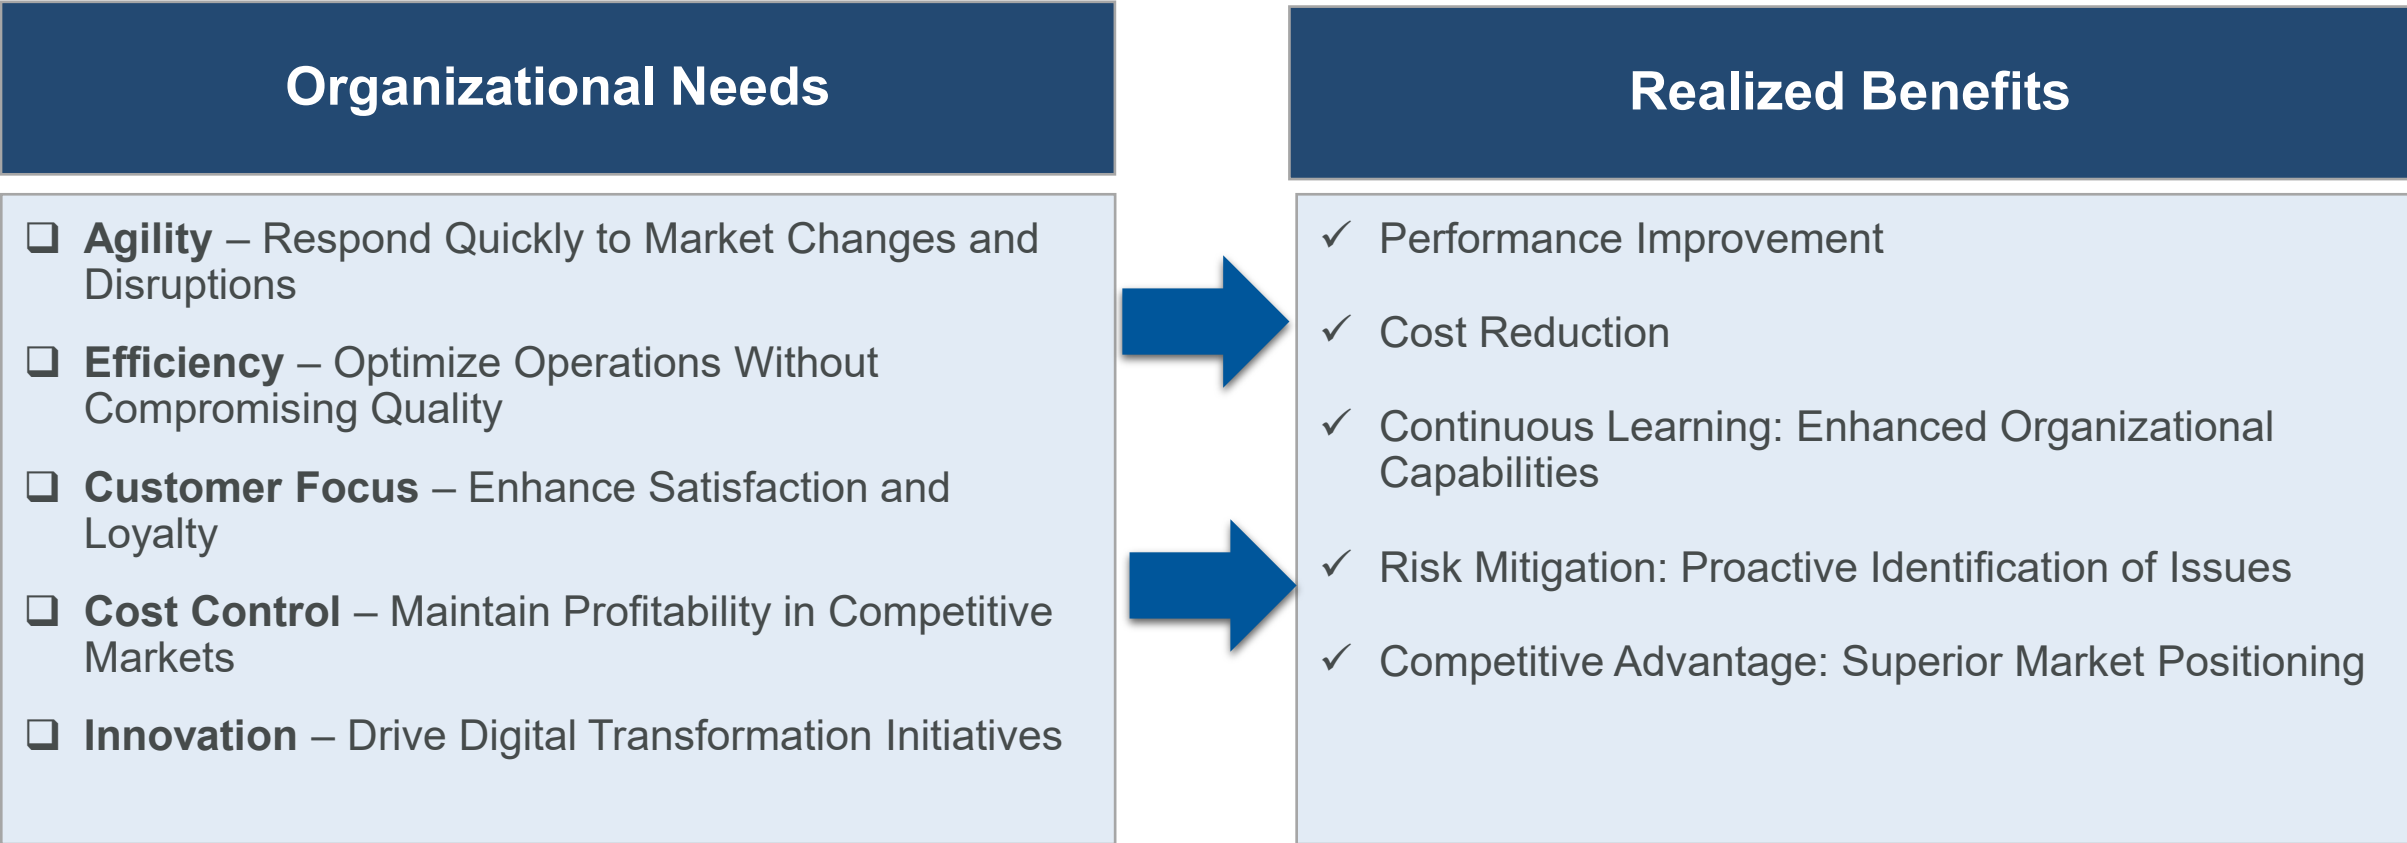 Organizational Needs
❑ Agility – Respond Quickly to Market Changes and
Disruptions
❑ Efficiency – Optimize Operations Without
Compromising Quality
❑ Customer Focus – Enhance Satisfaction and
Loyalty
❑ Cost Control – Maintain Profitability in Competitive
Markets
❑ Innovation – Drive Digital Transformation Initiatives
Realized Benefits
✓ Performance Improvement
✓ Cost Reduction
✓ Continuous Learning: Enhanced Organizational
Capabilities
✓ Risk Mitigation: Proactive Identification of Issues
✓ Competitive Advantage: Superior Market Positioning